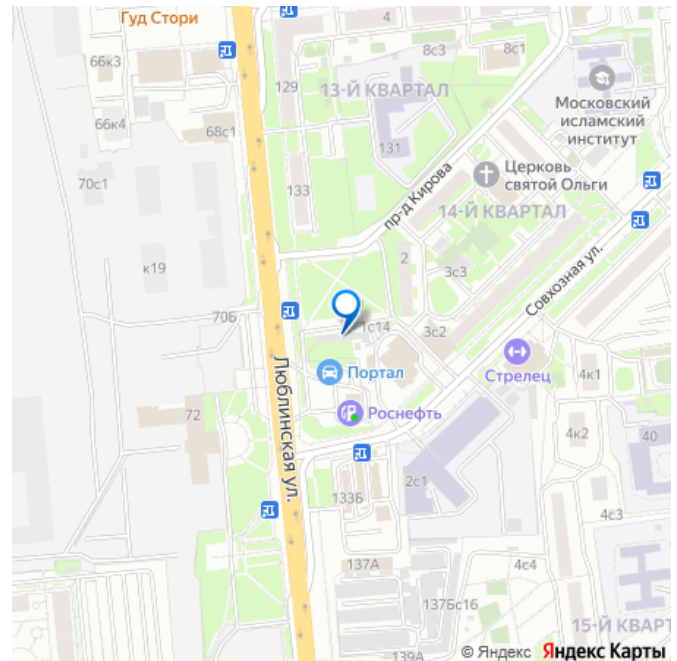 Гуд Стори
4
8с3
8с1
66к3
129
13-Й КВАРТАЛ
Московский
исламский
институт
66к4
68с1
131
пр-д Кирова
Церковь
святой Ольги
70с1
133
14-Й КВАРТАЛ
2
3с3
к19
Совхозная ул.
70Б
1с14
3с2
Люблинская ул.
Портал
Стрелец
4к1
72
Роснефть
4к2
40
2с1
133Б
4с3
137А
4с4
137Бс16
15-Й КВАРТ
139А
© Яндекс Яндекс Карты